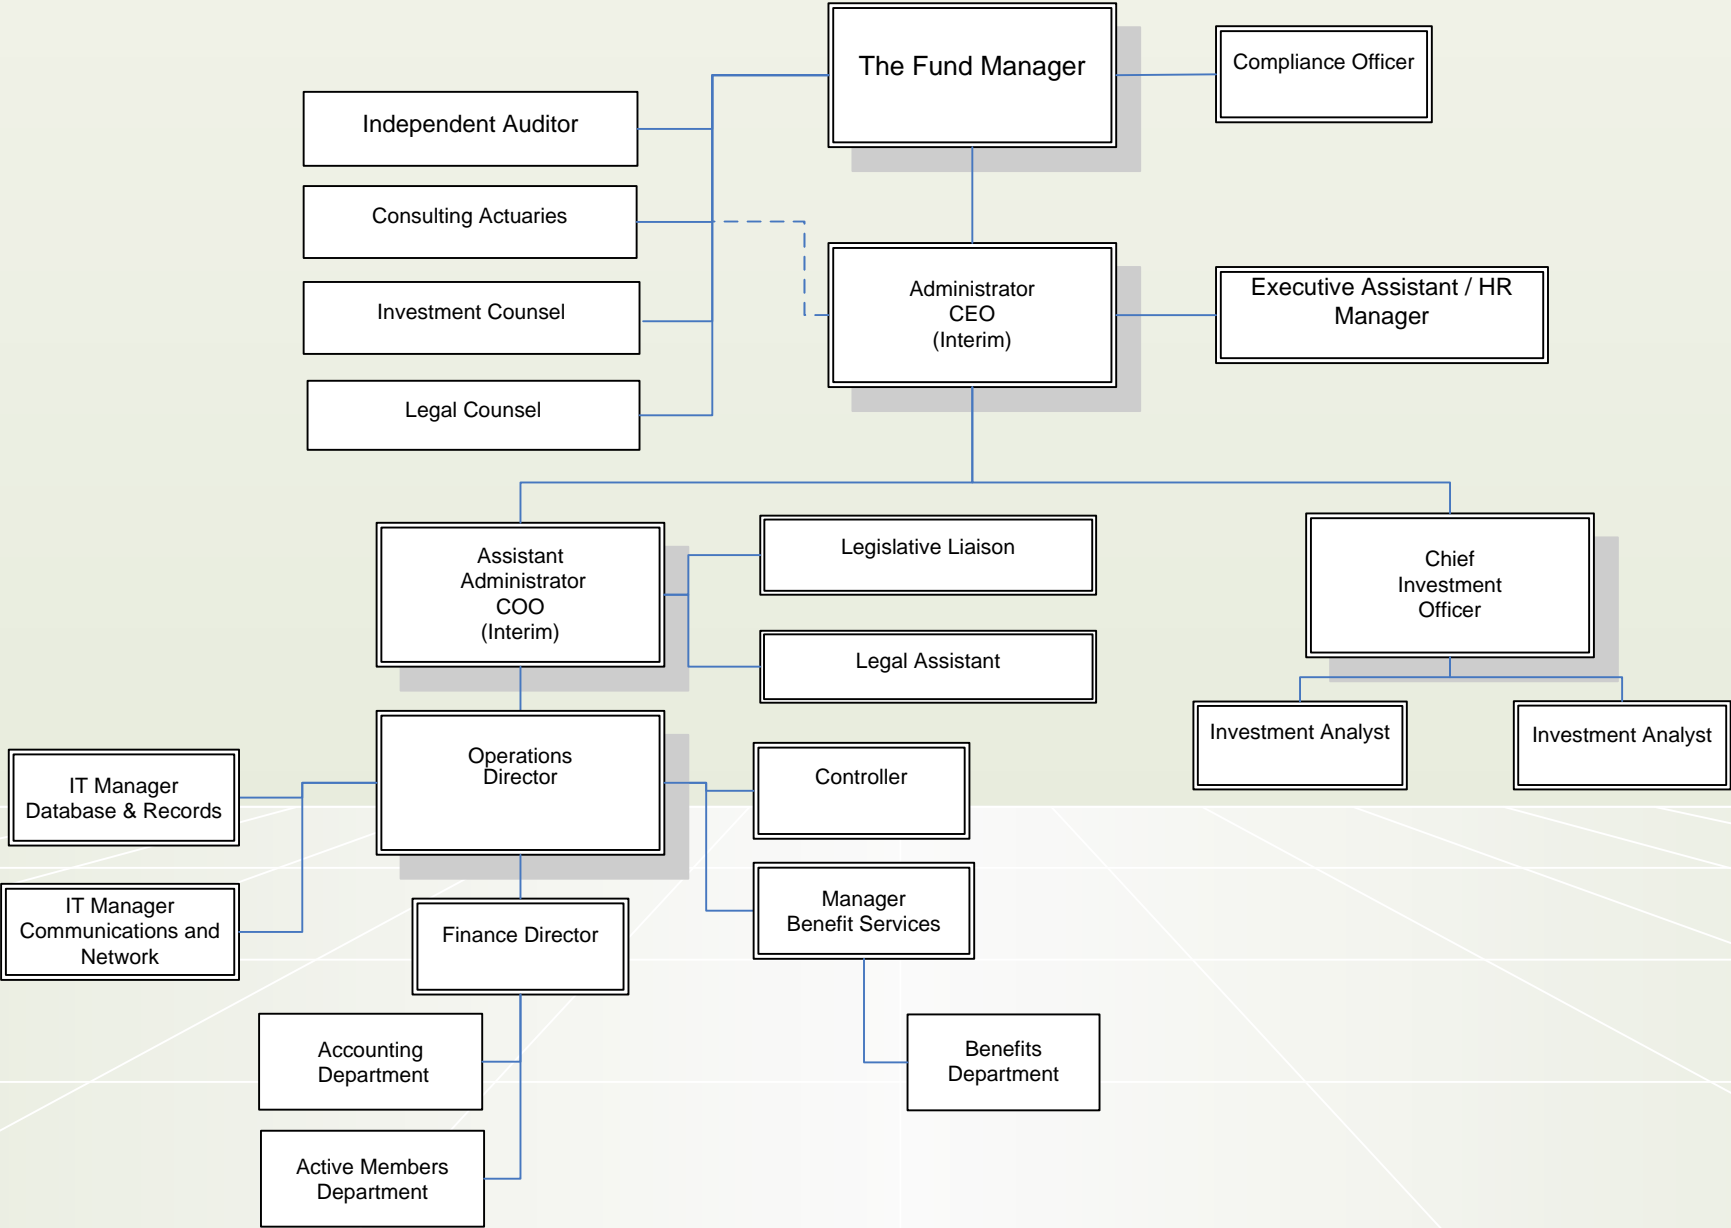 The Fund Manager
Compliance Officer
Independent Auditor
Consulting Actuaries
Investment Counsel
Legal Counsel
Administrator
CEO
(Interim)
Executive Assistant / HR
Manager
Assistant
Administrator
COO
(Interim)
Legislative Liaison
Legal Assistant
Chief
Investment
Officer
Investment Analyst
Investment Analyst
Operations
Director
IT Manager
Database & Records
IT Manager
Communications and
Network
Controller
Manager
Benefit Services
Finance Director
Accounting
Department
Benefits
Department
Active Members
Department